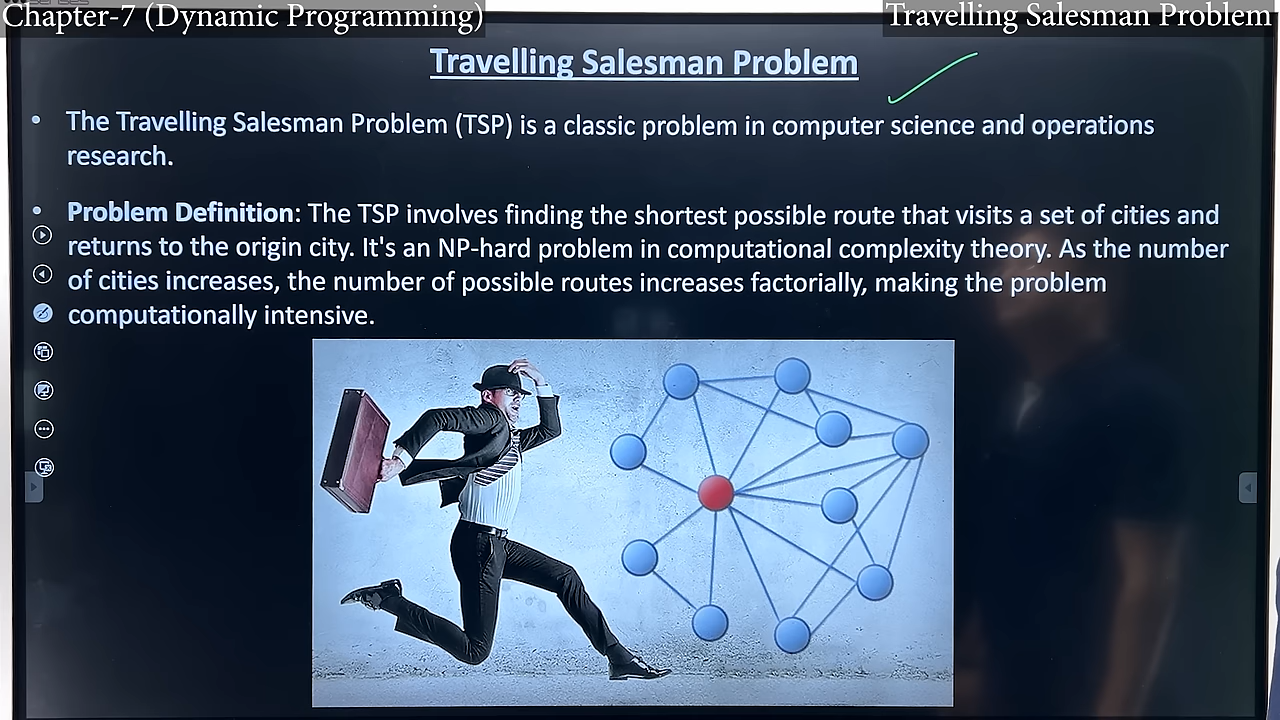 Chapter-7 (Dynamic Programming)
Travelling Salesman Problem
Travelling Salesman Problem
• The Travelling Salesman Problem (TSP) is a classic problem in computer science and operations
research.
• Problem Definition: The TSP involves finding the shortest possible route that visits a set of cities and
returns to the origin city. It's an NP-hard problem in computational complexity theory. As the number
of cities increases, the number of possible routes increases factorially, making the problem
computationally intensive.